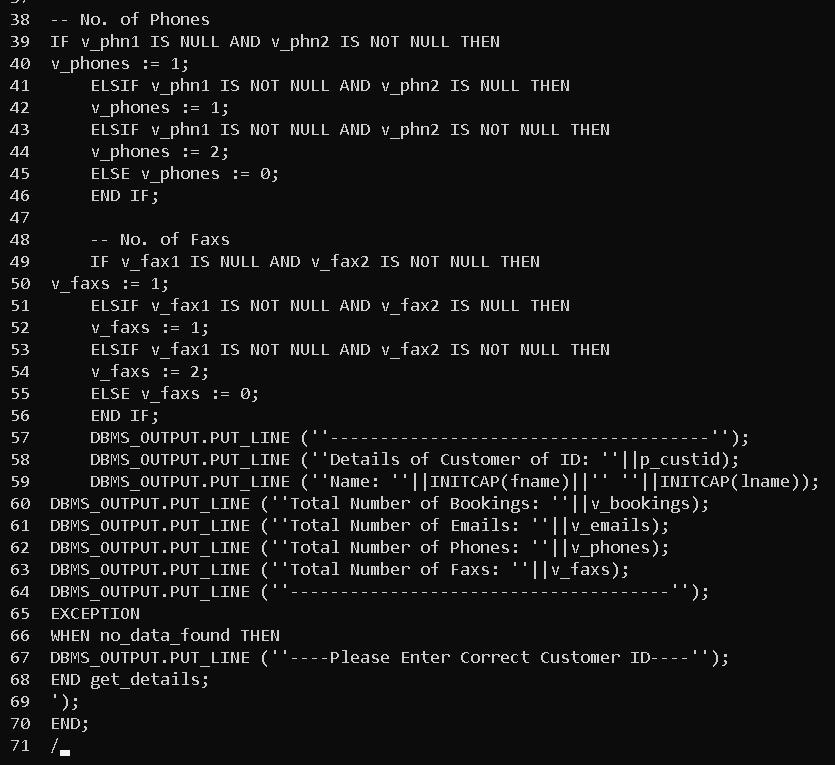 38 -- No. of Phones
39 IF v_phn1 IS NULL AND v_phn2 IS NOT NULL THEN
40 v_phones := 1;
41 ELSIF v_phn1 IS NOT NULL AND v_phn2 IS NULL THEN
42 v_phones := 1;
43 ELSIF v_phn1 IS NOT NULL AND v_phn2 IS NOT NULL THEN
44 v_phones := 2;
45 ELSE v_phones := 0;
46 END IF;
47
48 -- No. of Faxs
49 IF v_fax1 IS NULL AND v_fax2 IS NOT NULL THEN
50 v_faxs := 1;
51 ELSIF v_fax1 IS NOT NULL AND v_fax2 IS NULL THEN
52 v_faxs := 1;
53 ELSIF v_fax1 IS NOT NULL AND v_fax2 IS NOT NULL THEN
54 v_faxs := 2;
55 ELSE v_faxs := 0;
56 END IF;
57 DBMS_OUTPUT.PUT_LINE (''--------------------------------------'');
58 DBMS_OUTPUT.PUT_LINE (''Details of Customer of ID: ''||p_custid);
59 DBMS_OUTPUT.PUT_LINE (''Name: ''||INITCAP(fname)||'' ''||INITCAP(lname));
60 DBMS_OUTPUT.PUT_LINE (''Total Number of Bookings: ''||v_bookings);
61 DBMS_OUTPUT.PUT_LINE (''Total Number of Emails: ''||v_emails);
62 DBMS_OUTPUT.PUT_LINE (''Total Number of Phones: ''||v_phones);
63 DBMS_OUTPUT.PUT_LINE (''Total Number of Faxs: ''||v_faxs);
64 DBMS_OUTPUT.PUT_LINE (''--------------------------------------'');
65 EXCEPTION
66 WHEN no_data_found THEN
67 DBMS_OUTPUT.PUT_LINE (''----Please Enter Correct Customer ID----'');
68 END get_details;
69 ');
70 END;
71 /